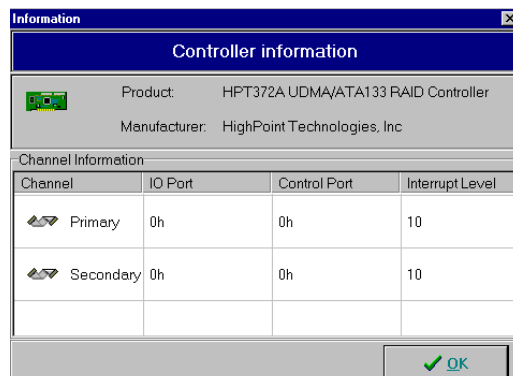 Information
Controller information
Product: HPT372A UDMA/ATA133 RAID Controller
Manufacturer: HighPoint Technologies, Inc
Channel Information
Channel IO Port Control Port Interrupt Level
Primary 0h 0h 10
Secondary 0h 0h 10
OK